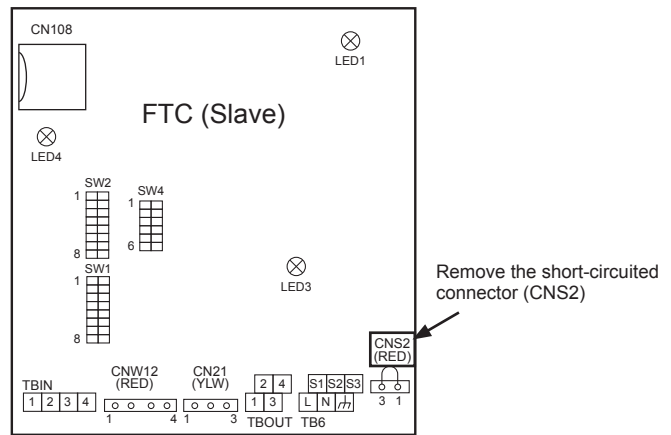 CN108
LED1
FTC (Slave)
LED4
SW2
1
8
SW4
1
6
SW1
1
8
LED3
Remove the short-circuited
connector (CNS2)
CNS2
(RED)
3 1
TBIN
1 2 3 4
CNW12
(RED)
1 4
CN21
(YLW)
1 3
2 4
1 3
TBOUT
S1 S2 S3
L N
TB6